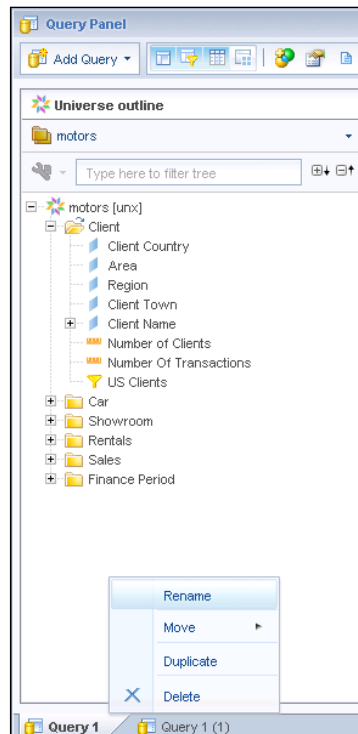 Query Panel
Add Query
Universe outline
motors
Type here to filter tree
motors [unx]
Client
Client Country
Area
Region
Client Town
Client Name
Number of Clients
Number Of Transactions
US Clients
Car
Showroom
Rentals
Sales
Finance Period
Rename
Move
Duplicate
Delete
Query 1 Query 1 (1)